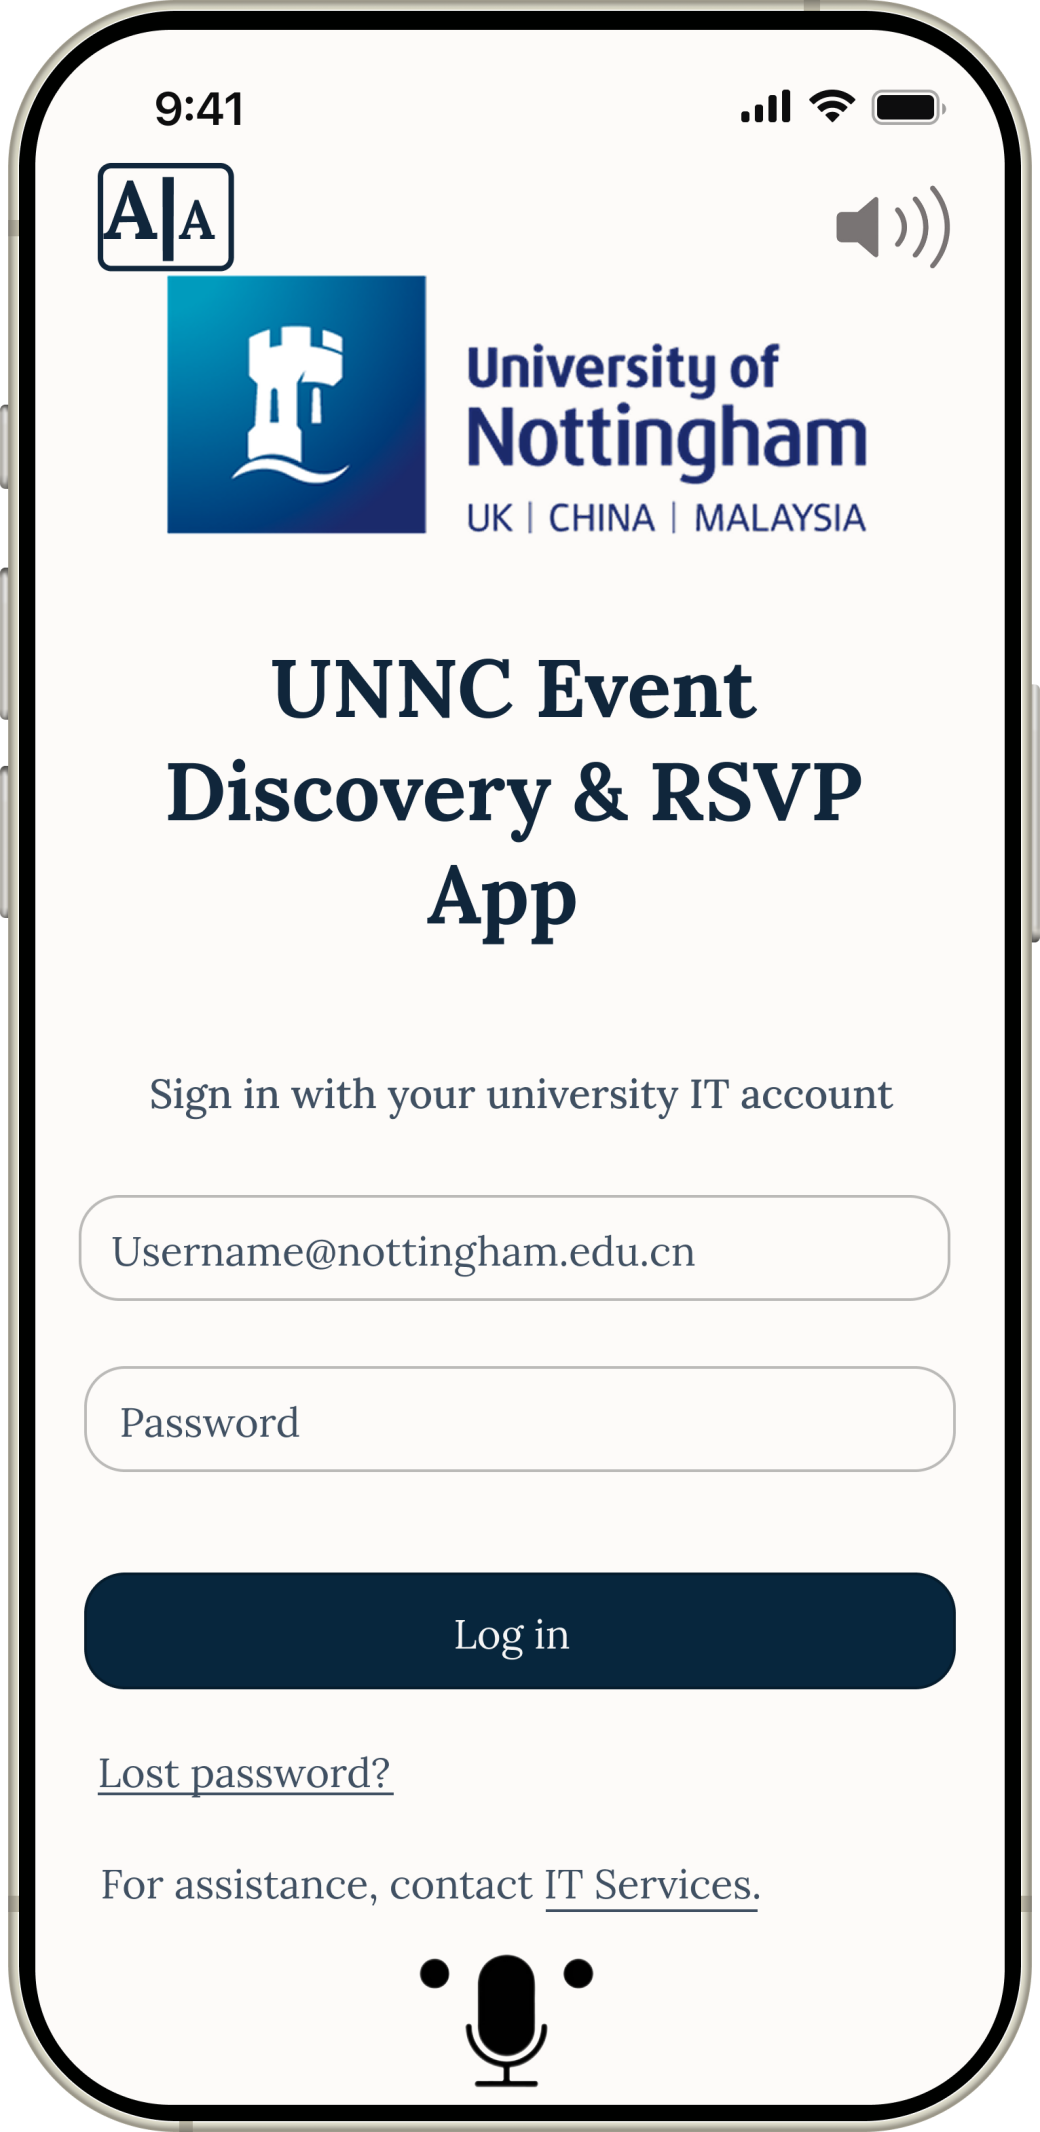 9:41
A|A
University of
Nottingham
UK | CHINA | MALAYSIA
UNNC Event
Discovery & RSVP
App
Sign in with your university IT account
Username@nottingham.edu.cn
Password
Log in
Lost password?
For assistance, contact IT Services.